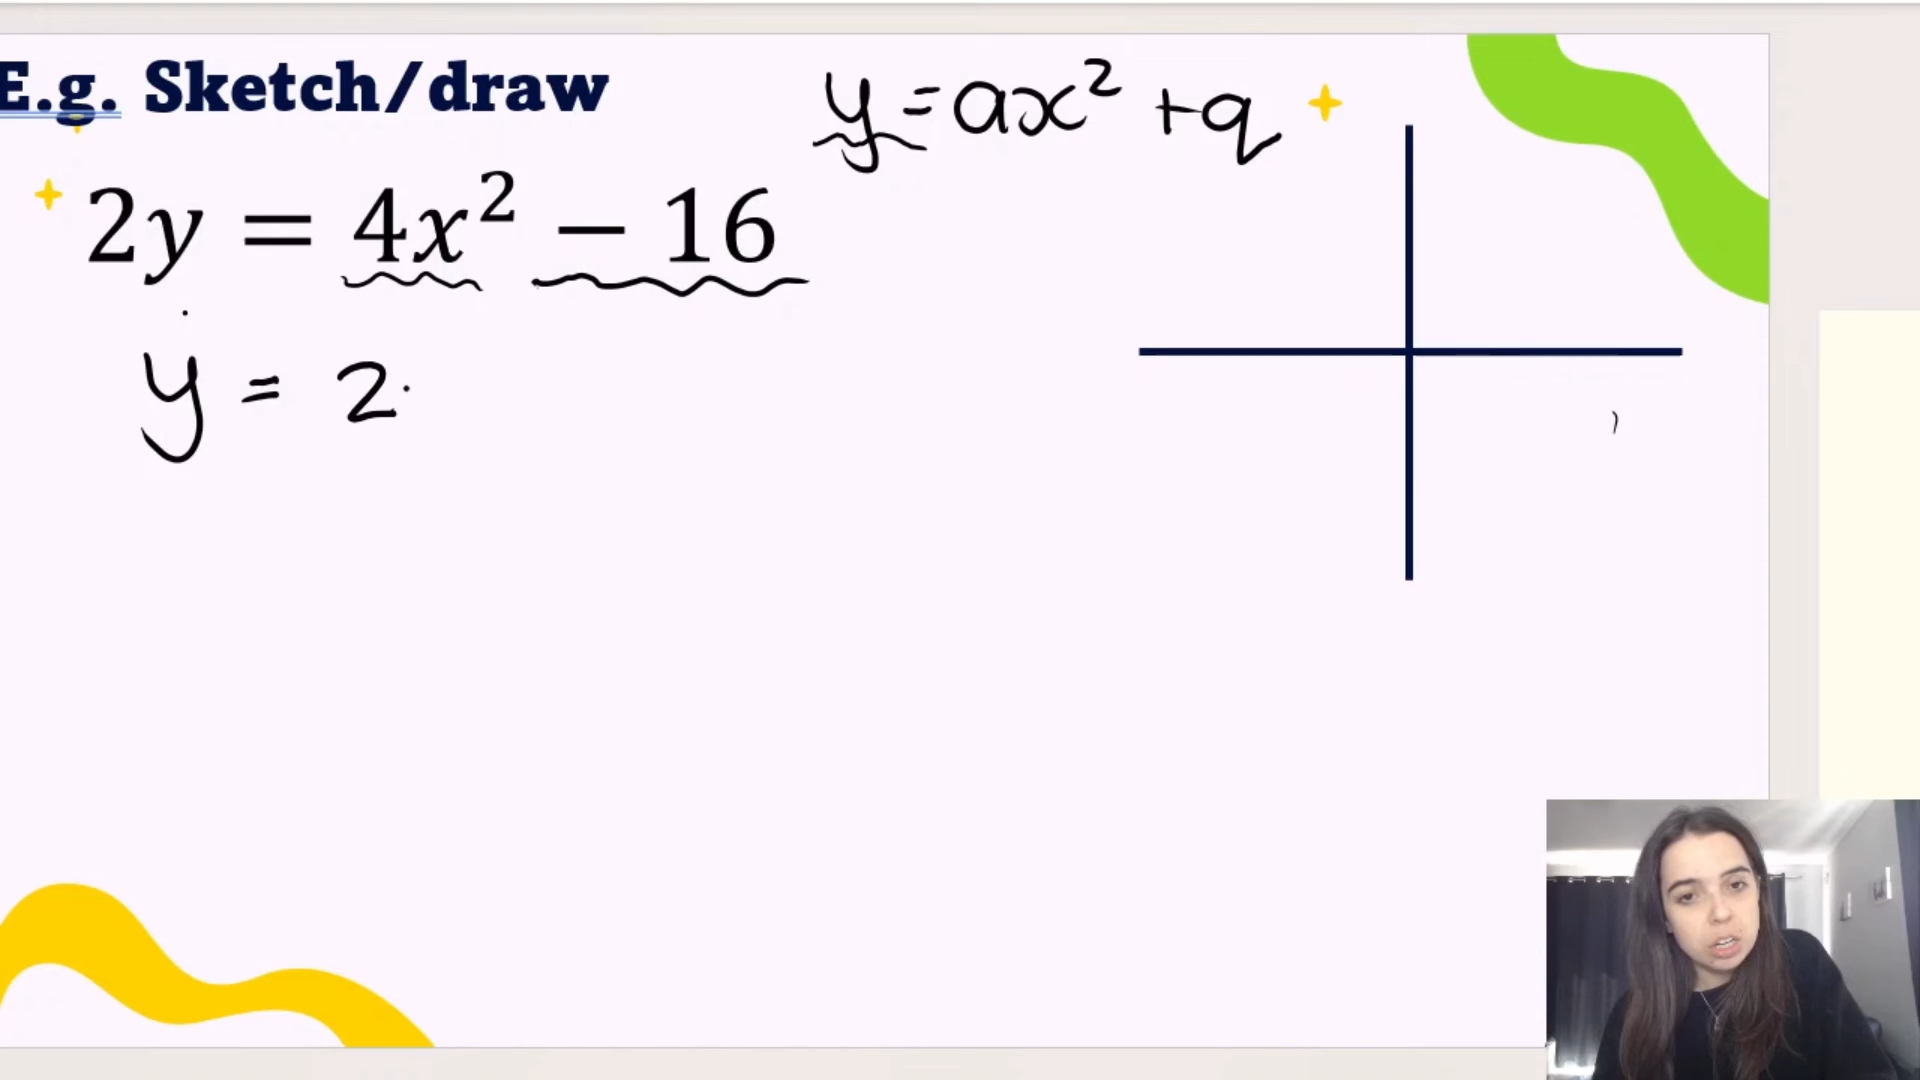 E.g. Sketch/draw
y = ax² + q
2y = 4x² − 16
y = 2